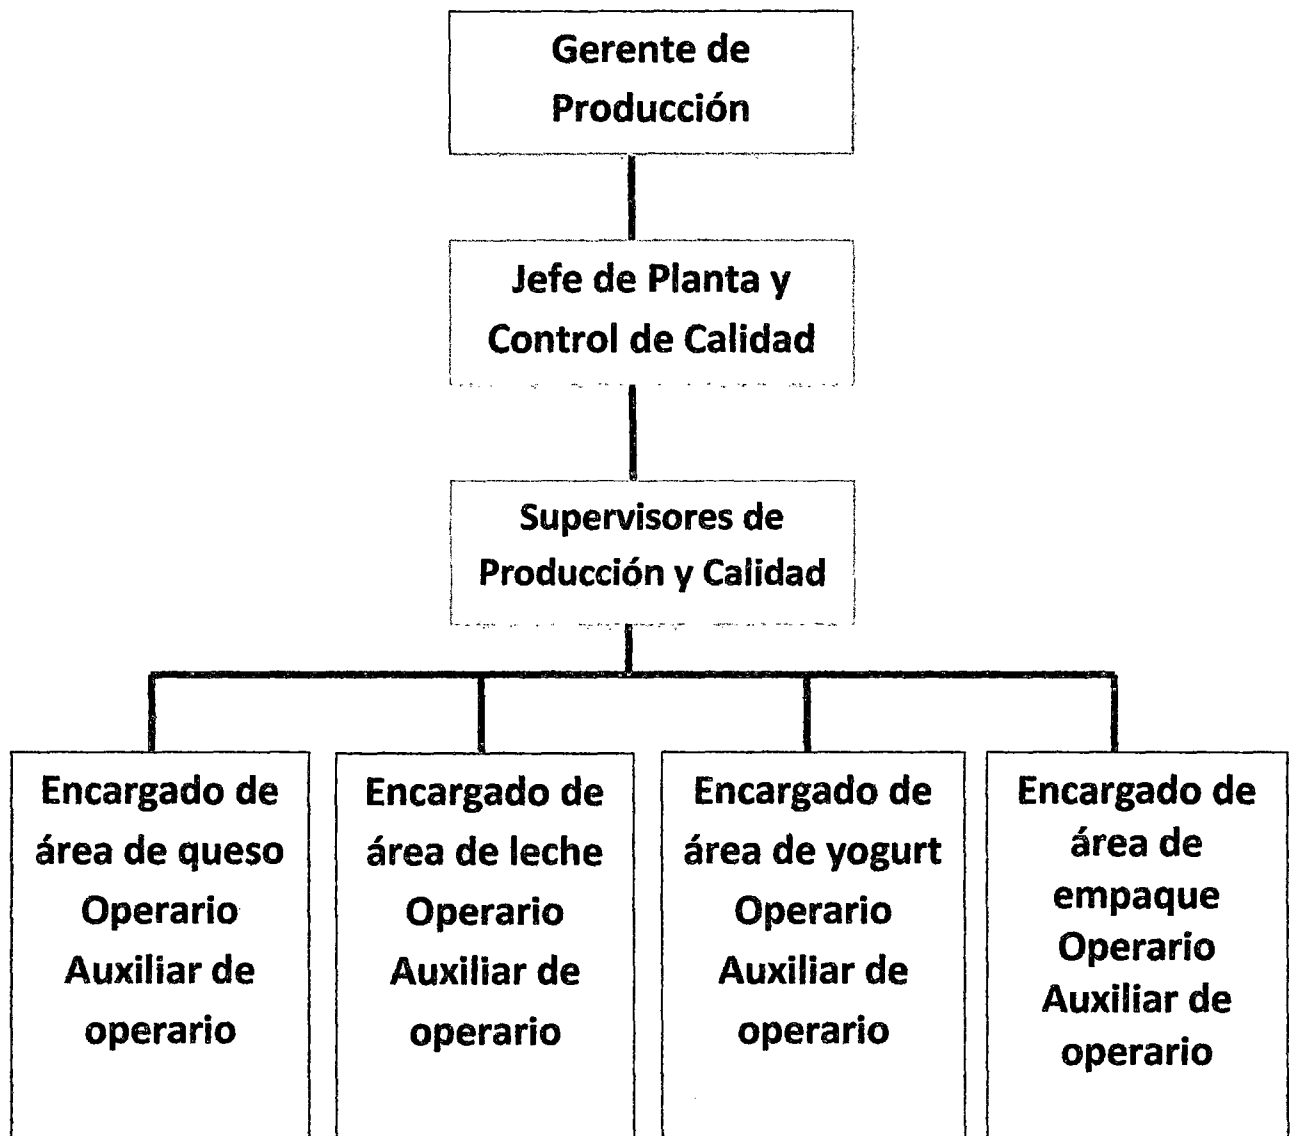 Gerente de
Producción
Jefe de Planta y
Control de Calidad
Supervisores de
Producción y Calidad
Encargado de
área de queso
Operario
Auxiliar de
operario
Encargado de
área de leche
Operario
Auxiliar de
operario
Encargado de
área de yogurt
Operario
Auxiliar de
operario
Encargado de
área de
empaque
Operario
Auxiliar de
operario